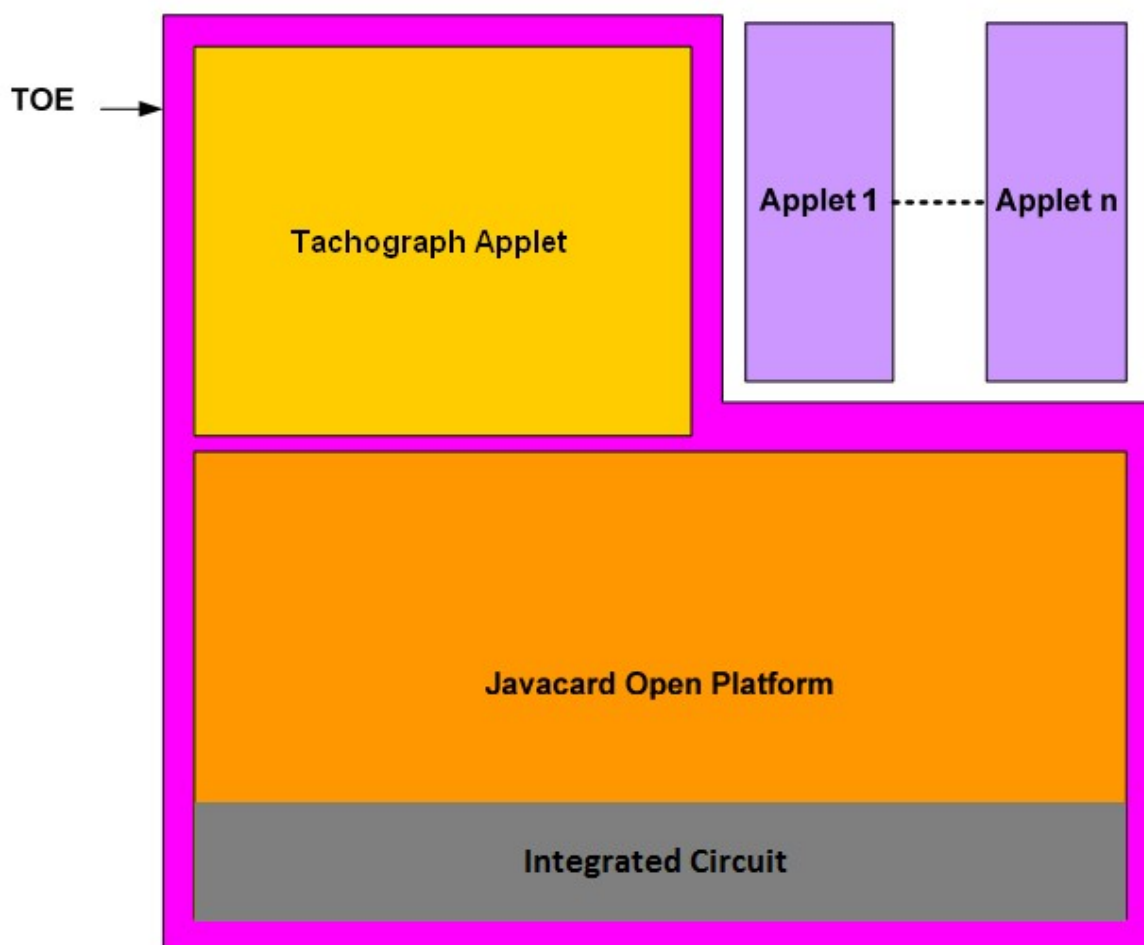 TOE
Tachograph Applet
Applet 1
Applet n
Javacard Open Platform
Integrated Circuit